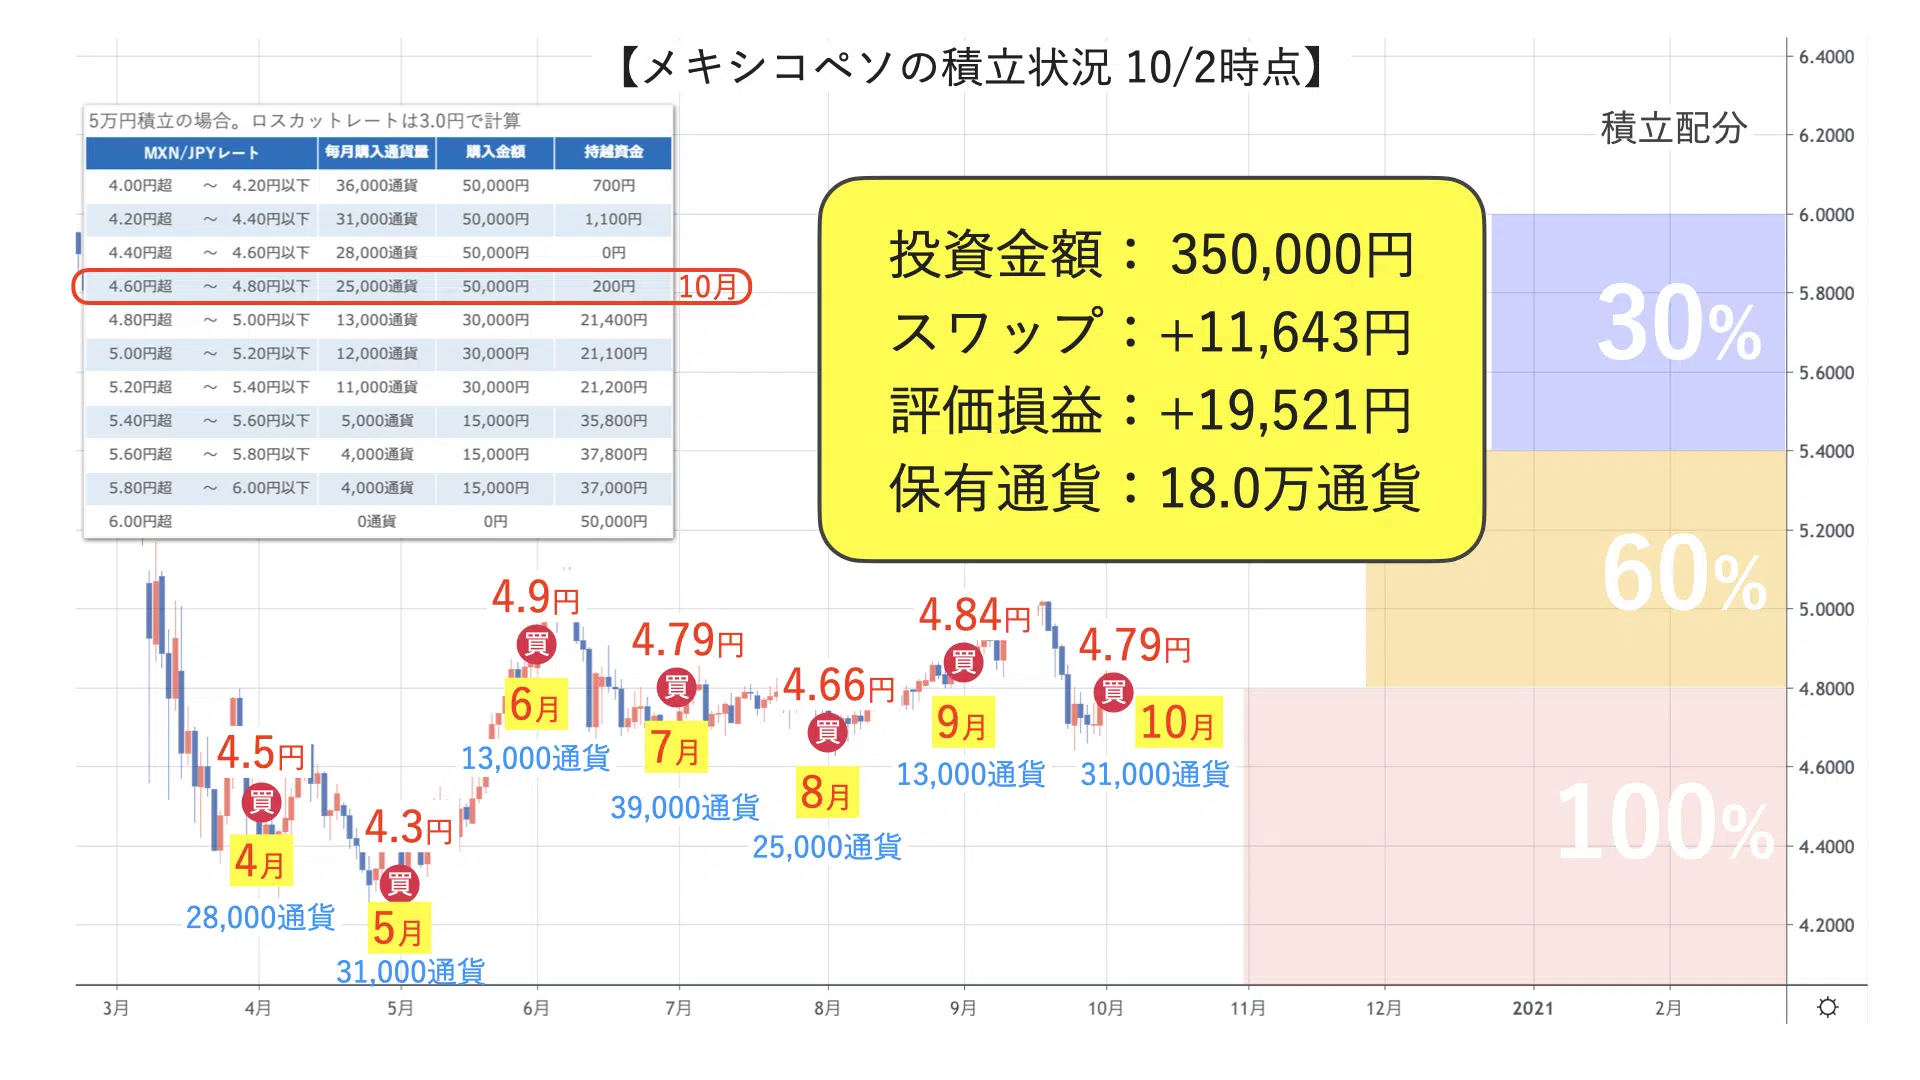 【メキシコペソの積立状況 10/2時点】
5万円積立の場合。ロスカットレートは3.0円で計算
MXN/JPYレート 毎月購入通貨量 購入金額 持越資金
4.00円超 ～ 4.20円以下 36,000通貨 50,000円 700円
4.20円超 ～ 4.40円以下 31,000通貨 50,000円 1,100円
4.40円超 ～ 4.60円以下 28,000通貨 50,000円 0円
4.60円超 ～ 4.80円以下 25,000通貨 50,000円 200円 10月
4.80円超 ～ 5.00円以下 13,000通貨 30,000円 21,400円
5.00円超 ～ 5.20円以下 12,000通貨 30,000円 21,100円
5.20円超 ～ 5.40円以下 11,000通貨 30,000円 21,200円
5.40円超 ～ 5.60円以下 5,000通貨 15,000円 35,800円
5.60円超 ～ 5.80円以下 4,000通貨 15,000円 37,800円
5.80円超 ～ 6.00円以下 4,000通貨 15,000円 37,000円
6.00円超 0通貨 0円 50,000円
投資金額： 350,000円
スワップ：+11,643円
評価損益：+19,521円
保有通貨：18.0万通貨
積立配分
30%
60%
100%
6.4000
6.2000
6.0000
5.8000
5.6000
5.4000
5.2000
5.0000
4.8000
4.6000
4.4000
4.2000
4.5円
買
4月
28,000通貨
4.3円
買
5月
31,000通貨
4.9円
買
6月
13,000通貨
4.79円
買
7月
39,000通貨
4.66円
買
8月
25,000通貨
4.84円
買
9月
13,000通貨
4.79円
買
10月
31,000通貨
3月 4月 5月 6月 7月 8月 9月 10月 11月 12月 2021 2月